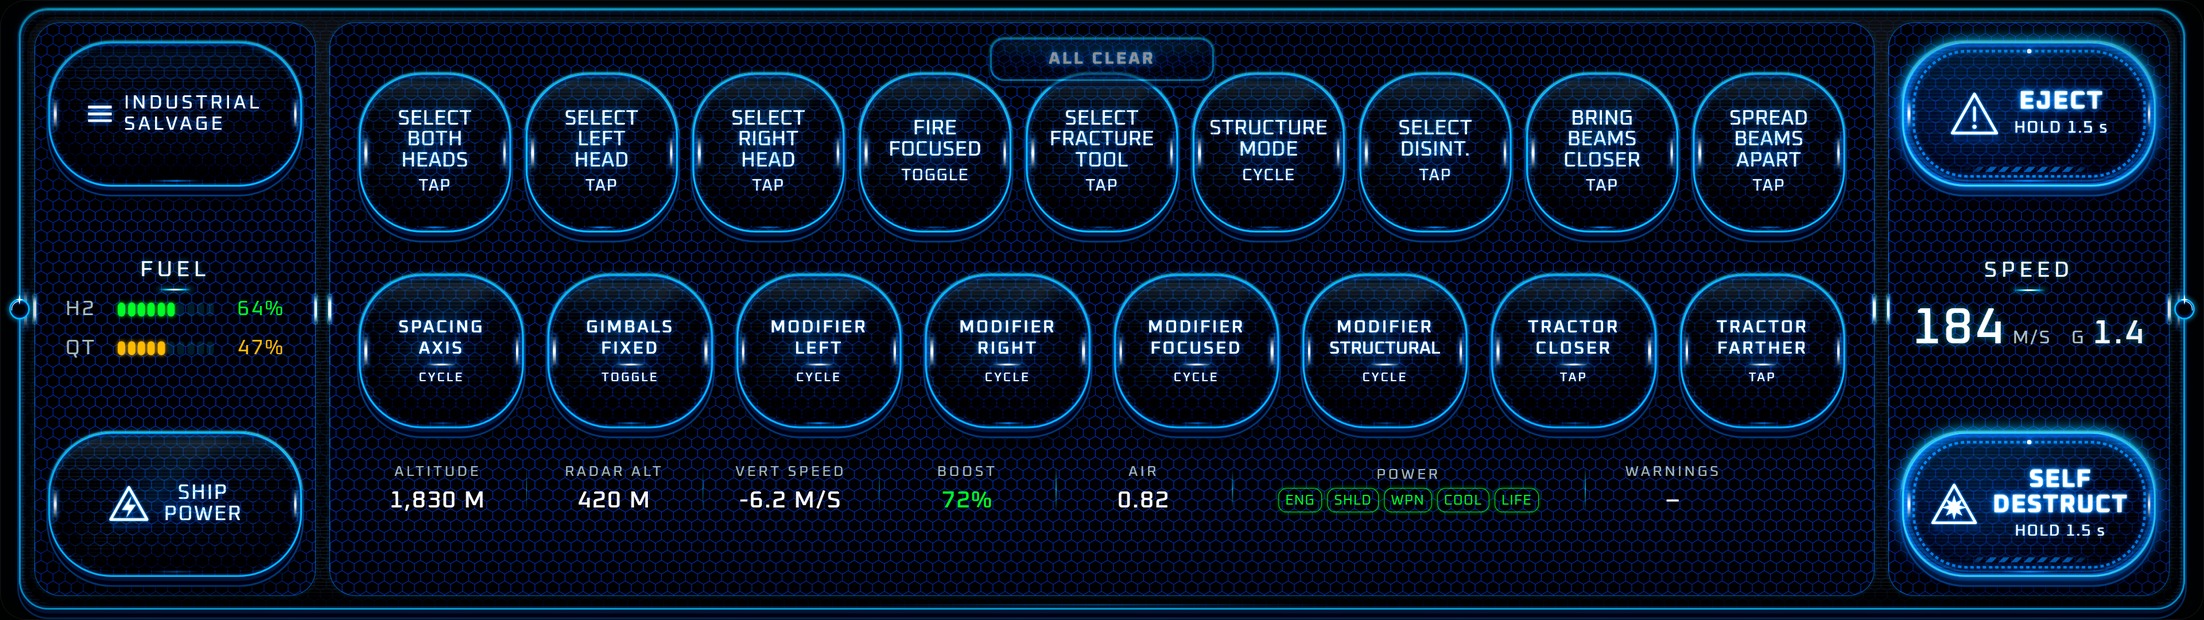 ALL CLEAR
INDUSTRIAL
SALVAGE
SELECT
BOTH
HEADS
TAP
SELECT
LEFT
HEAD
TAP
SELECT
RIGHT
HEAD
TAP
FIRE
FOCUSED
TOGGLE
SELECT
FRACTURE
TOOL
TAP
STRUCTURE
MODE
CYCLE
SELECT
DISINT.
TAP
BRING
BEAMS
CLOSER
TAP
SPREAD
BEAMS
APART
TAP
EJECT
HOLD 1.5 s
FUEL
H2 64%
QT 47%
SPACING
AXIS
CYCLE
GIMBALS
FIXED
TOGGLE
MODIFIER
LEFT
CYCLE
MODIFIER
RIGHT
CYCLE
MODIFIER
FOCUSED
CYCLE
MODIFIER
STRUCTURAL
CYCLE
TRACTOR
CLOSER
TAP
TRACTOR
FARTHER
TAP
SPEED
184 M/S G 1.4
SHIP
POWER
ALTITUDE
1,830 M
RADAR ALT
420 M
VERT SPEED
-6.2 M/S
BOOST
72%
AIR
0.82
POWER
ENG SHLD WPN COOL LIFE
WARNINGS
–
SELF
DESTRUCT
HOLD 1.5 s